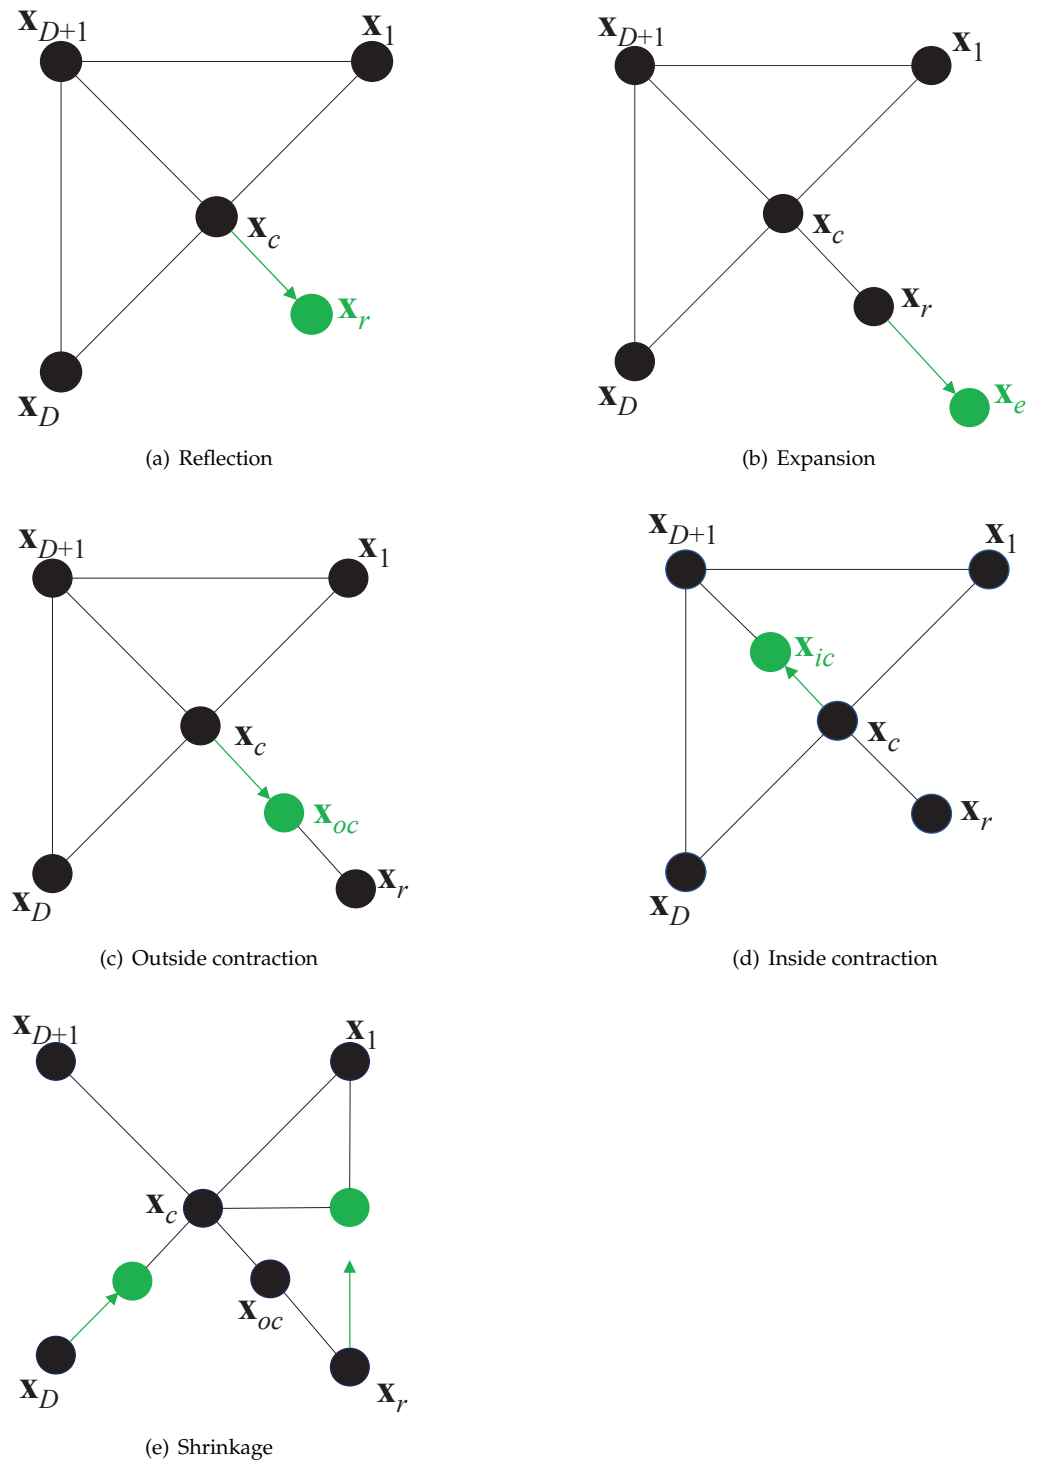 x_{D+1} x_1
x_c
x_r
x_D
(a) Reflection
x_{D+1} x_1
x_c
x_r
x_D x_e
(b) Expansion
x_{D+1} x_1
x_c
x_{oc}
x_D x_r
(c) Outside contraction
x_{D+1} x_1
x_{ic}
x_c
x_r
x_D
(d) Inside contraction
x_{D+1} x_1
x_c
x_{oc}
x_D x_r
(e) Shrinkage